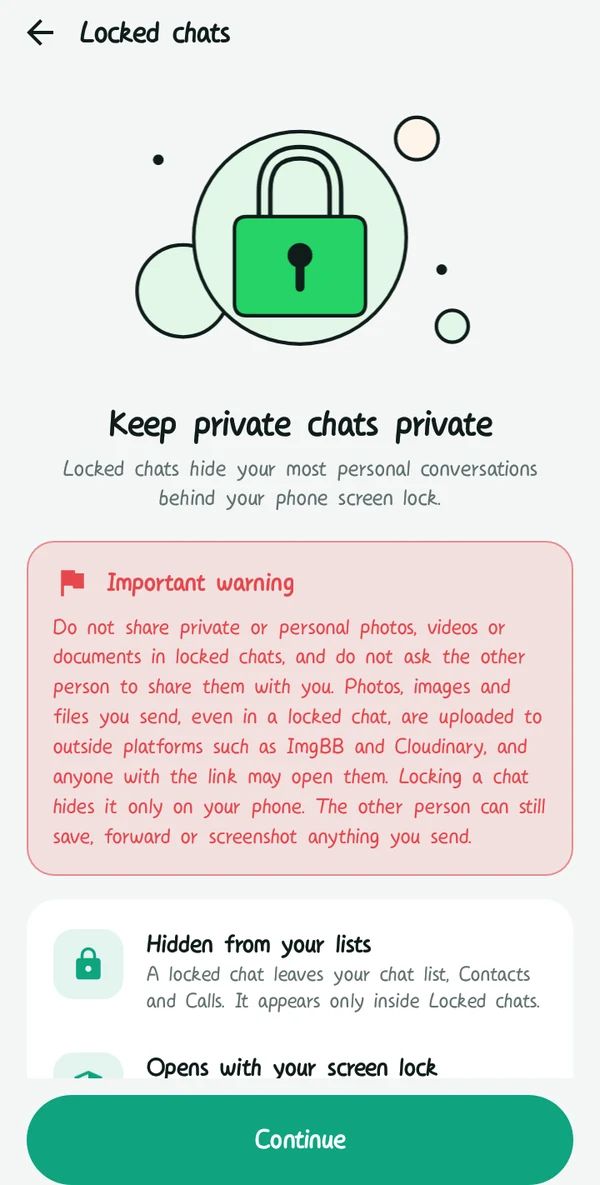 Locked chats
Keep private chats private
Locked chats hide your most personal conversations
behind your phone screen lock.
Important warning
Do not share private or personal photos, videos or
documents in locked chats, and do not ask the other
person to share them with you. Photos, images and
files you send, even in a locked chat, are uploaded to
outside platforms such as ImgBB and Cloudinary, and
anyone with the link may open them. Locking a chat
hides it only on your phone. The other person can still
save, forward or screenshot anything you send.
Hidden from your lists
A locked chat leaves your chat list, Contacts
and Calls. It appears only inside Locked chats.
Opens with your screen lock
Continue